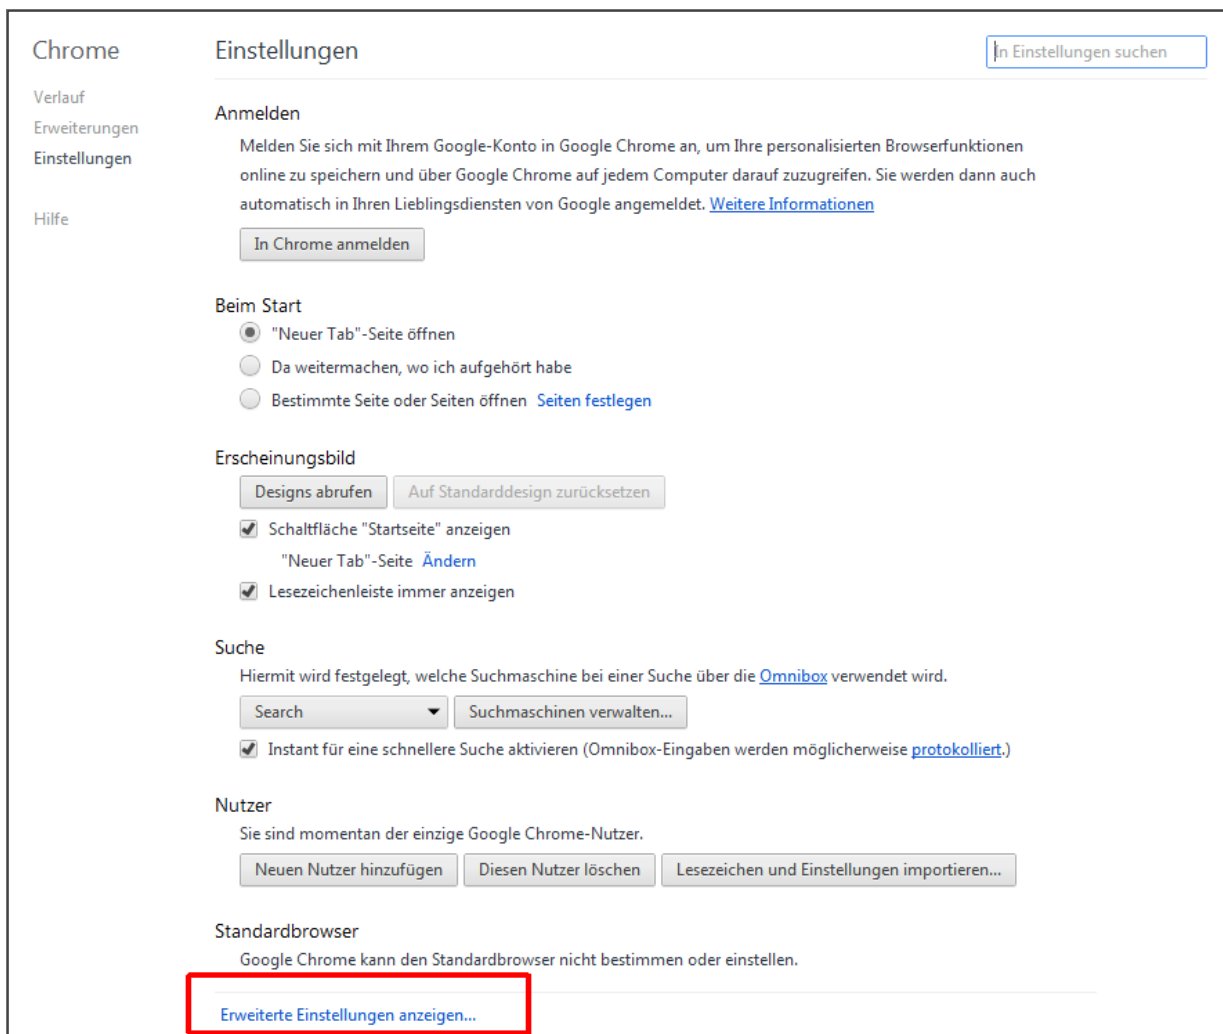 Chrome
Verlauf
Erweiterungen
Einstellungen
Hilfe
Einstellungen
In Einstellungen suchen
Anmelden
Melden Sie sich mit Ihrem Google-Konto in Google Chrome an, um Ihre personalisierten Browserfunktionen
online zu speichern und über Google Chrome auf jedem Computer darauf zuzugreifen. Sie werden dann auch
automatisch in Ihren Lieblingsdiensten von Google angemeldet. Weitere Informationen
In Chrome anmelden
Beim Start
"Neuer Tab"-Seite öffnen
Da weitermachen, wo ich aufgehört habe
Bestimmte Seite oder Seiten öffnen Seiten festlegen
Erscheinungsbild
Designs abrufen Auf Standarddesign zurücksetzen
Schaltfläche "Startseite" anzeigen
"Neuer Tab"-Seite Ändern
Lesezeichenleiste immer anzeigen
Suche
Hiermit wird festgelegt, welche Suchmaschine bei einer Suche über die Omnibox verwendet wird.
Search Suchmaschinen verwalten...
Instant für eine schnellere Suche aktivieren (Omnibox-Eingaben werden möglicherweise protokolliert.)
Nutzer
Sie sind momentan der einzige Google Chrome-Nutzer.
Neuen Nutzer hinzufügen Diesen Nutzer löschen Lesezeichen und Einstellungen importieren...
Standardbrowser
Google Chrome kann den Standardbrowser nicht bestimmen oder einstellen.
Erweiterte Einstellungen anzeigen...